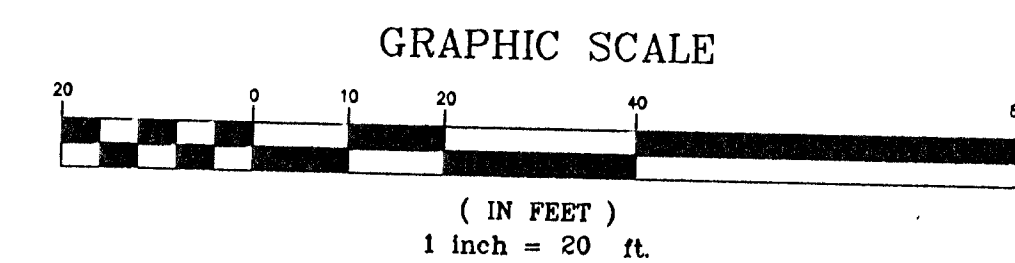 GRAPHIC SCALE
20 0 10 20 40
( IN FEET )
1 inch = 20 ft.